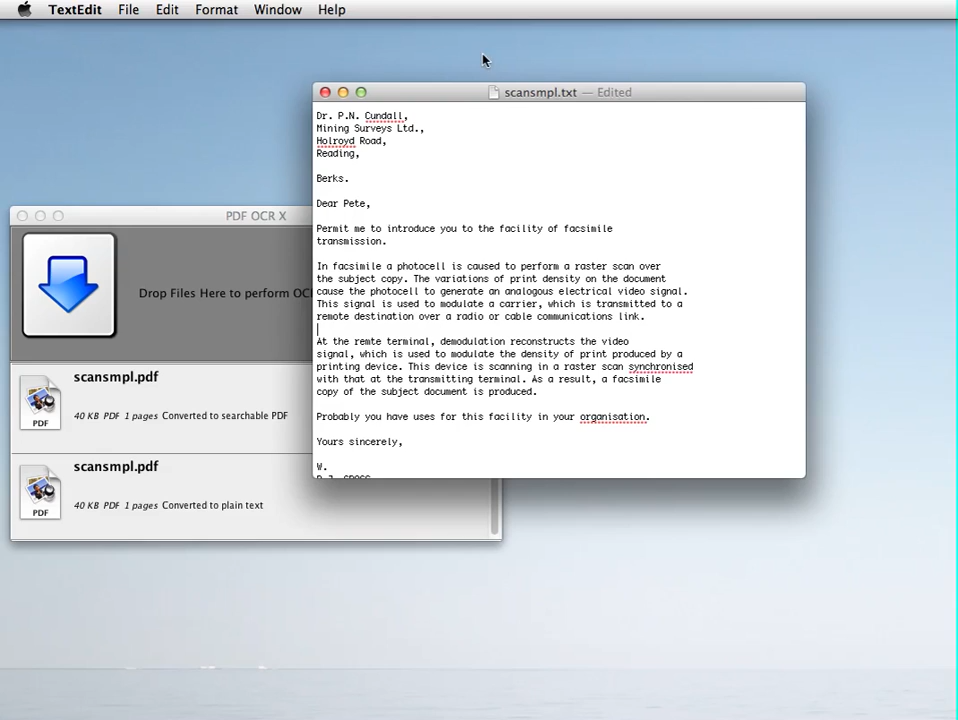 TextEdit File Edit Format Window Help
scansmpl.txt — Edited
Dr. P.N. Cundall,
Mining Surveys Ltd.,
Holroyd Road,
Reading,
Berks.
Dear Pete,
Permit me to introduce you to the facility of facsimile
transmission.
In facsimile a photocell is caused to perform a raster scan over
the subject copy. The variations of print density on the document
cause the photocell to generate an analogous electrical video signal.
This signal is used to modulate a carrier, which is transmitted to a
remote destination over a radio or cable communications link.
At the remte terminal, demodulation reconstructs the video
signal, which is used to modulate the density of print produced by a
printing device. This device is scanning in a raster scan synchronised
with that at the transmitting terminal. As a result, a facsimile
copy of the subject document is produced.
Probably you have uses for this facility in your organisation.
Yours sincerely,
W.
PDF OCR X
Drop Files Here to perform OC
scansmpl.pdf
40 KB PDF 1 pages Converted to searchable PDF
PDF
scansmpl.pdf
40 KB PDF 1 pages Converted to plain text
PDF